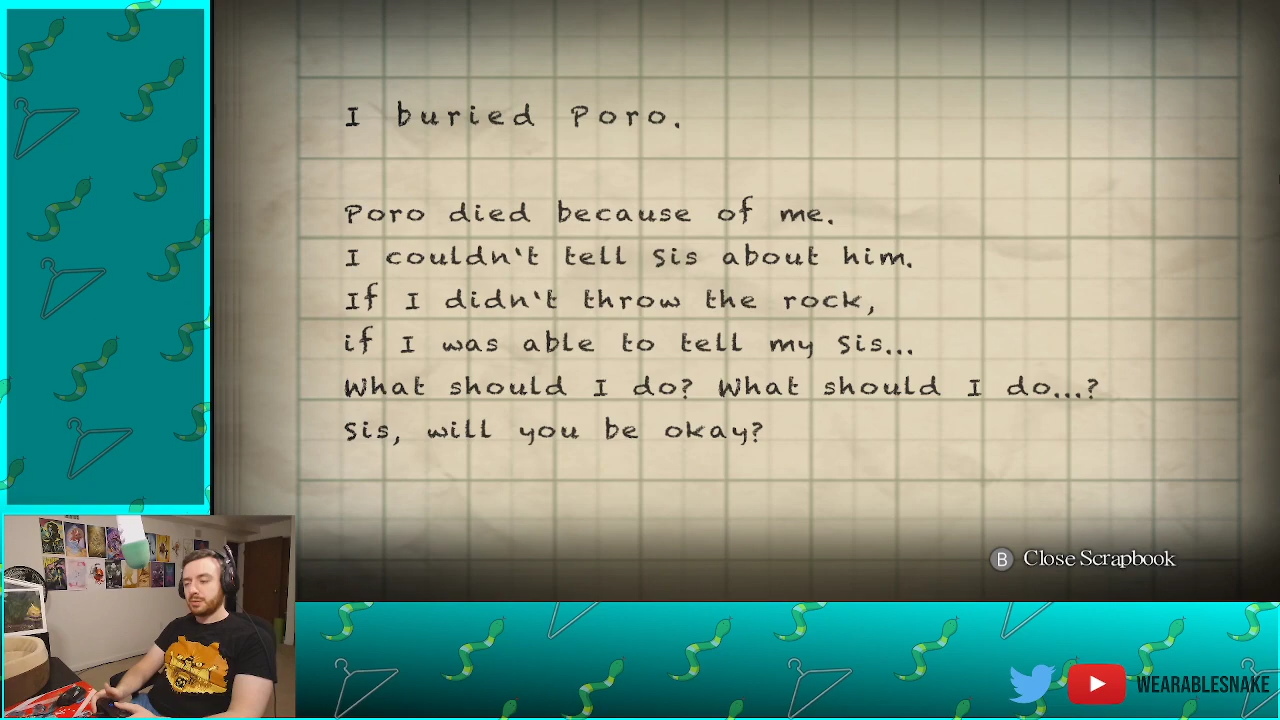 I buried Poro.
Poro died because of me.
I couldn't tell Sis about him.
If I didn't throw the rock,
if I was able to tell my Sis...
What should I do? What should I do...?
Sis, will you be okay?
B Close Scrapbook
WEARABLESNAKE